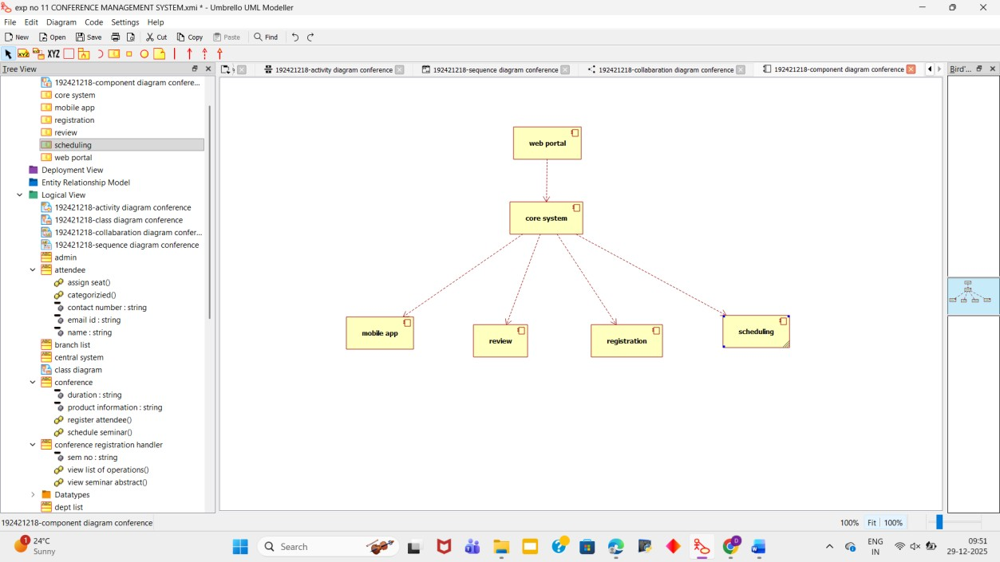 exp no 11 CONFERENCE MANAGEMENT SYSTEM.xmi * - Umbrello UML Modeller
File Edit Diagram Code Settings Help
New Open Save Cut Copy Paste Find
XYZ
Tree View
192421218-activity diagram conference
192421218-sequence diagram conference
192421218-collabaration diagram conference
192421218-component diagram conference
Bird'...
192421218-component diagram confere...
core system
mobile app
registration
review
scheduling
web portal
Deployment View
Entity Relationship Model
Logical View
192421218-activity diagram conference
192421218-class diagram conference
192421218-collabaration diagram confer...
192421218-sequence diagram conference
admin
attendee
assign seat()
categorizied()
contact number : string
email id : string
name : string
branch list
central system
class diagram
conference
duration : string
product information : string
register attendee()
schedule seminar()
conference registration handler
sem no : string
view list of operations()
view seminar abstract()
Datatypes
dept list
web portal
core system
mobile app
review
registration
scheduling
192421218-component diagram conference
100% Fit 100%
1
24°C
Sunny
Search
D
ENG
IN
09:51
29-12-2025